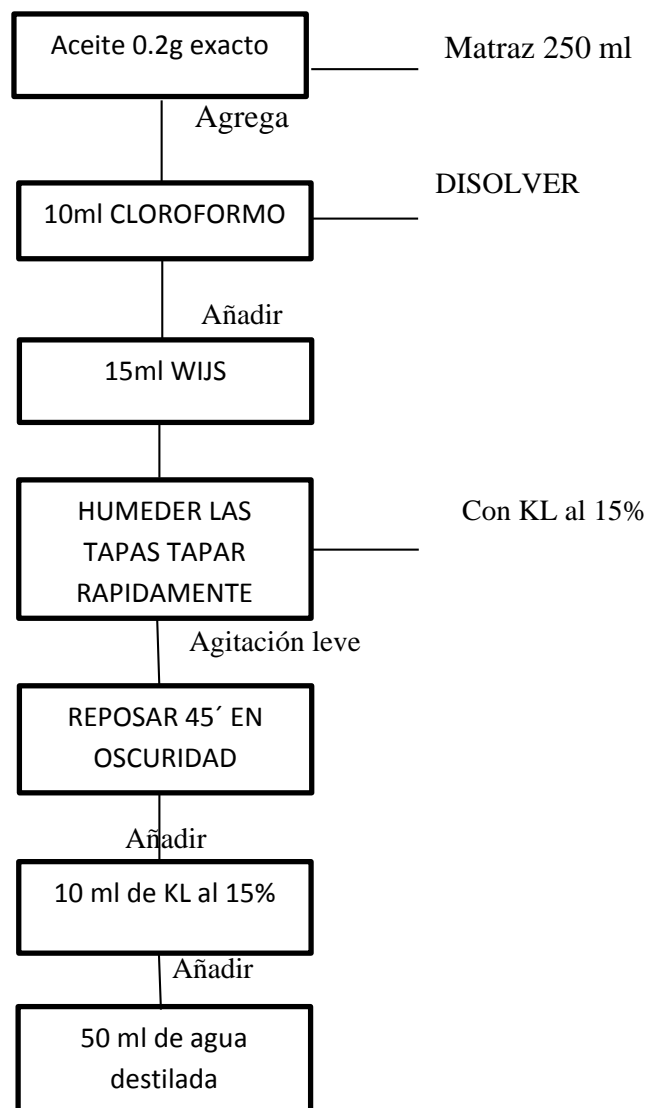 Aceite 0.2g exacto
Matraz 250 ml
Agrega
10ml CLOROFORMO
DISOLVER
Añadir
15ml WIJS
HUMEDER LAS
TAPAS TAPAR
RAPIDAMENTE
Con KL al 15%
Agitación leve
REPOSAR 45´ EN
OSCURIDAD
Añadir
10 ml de KL al 15%
Añadir
50 ml de agua
destilada